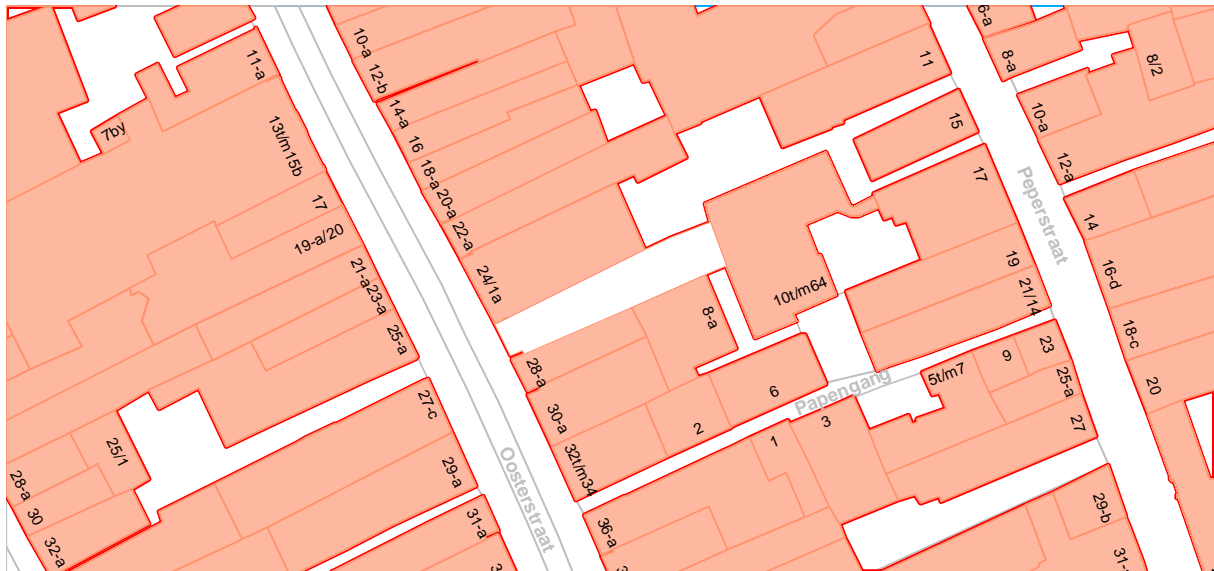 10-a
12-b
14-a
16
18-a
20-a
22-a
24/1a
28-a
30-a
32t/m34
36-a
11-a
13t/m15b
17
19-a/20
21-a
23-a
25-a
27-c
29-a
31-a
7by
25/1
28-a
30
32-a
Oosterstraat
8-a
10t/m64
6
2
Papengang
1
3
5t/m7
9
11
15
17
19
21/14
23
25-a
27
29-b
Peperstraat
6-a
8-a
8/2
10-a
12-a
14
16-d
18-c
20